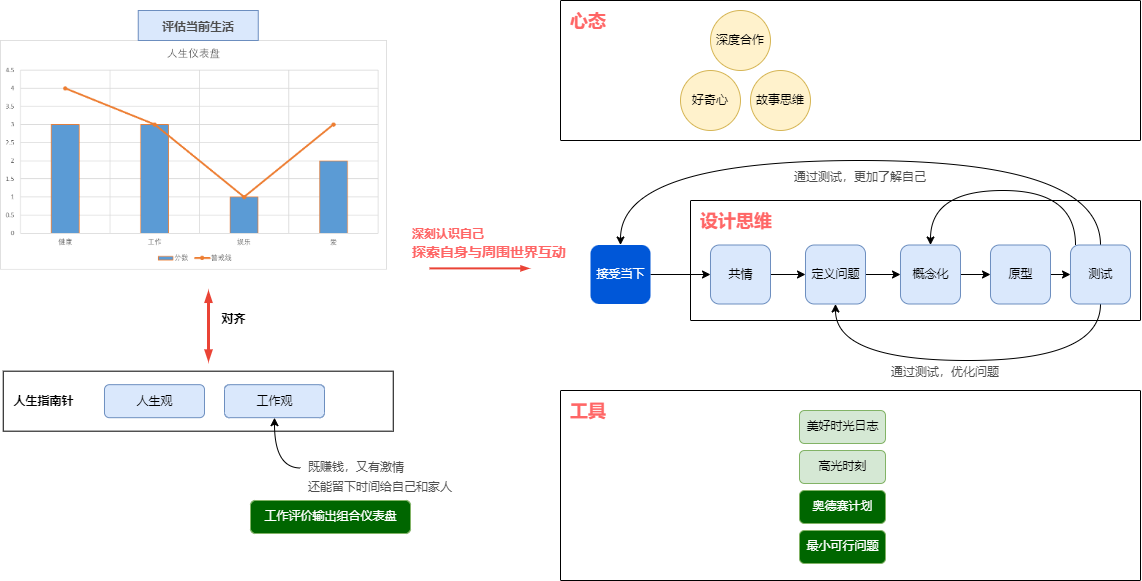 评估当前生活
人生仪表盘
4.5
4
3.5
3
2.5
2
1.5
1
0.5
0
健康
工作
娱乐
爱
分数
警戒线
对齐
人生指南针
人生观
工作观
既赚钱，又有激情
还能留下时间给自己和家人
工作评价输出组合仪表盘
深刻认识自己
探索自身与周围世界互动
心态
深度合作
好奇心
故事思维
通过测试，更加了解自己
设计思维
接受当下
共情
定义问题
概念化
原型
测试
通过测试，优化问题
工具
美好时光日志
高光时刻
奥德赛计划
最小可行问题